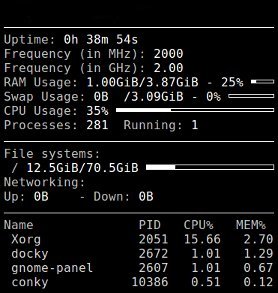 Uptime: 0h 38m 54s
Frequency (in MHz): 2000
Frequency (in GHz): 2.00
RAM Usage: 1.00GiB/3.87GiB - 25%
Swap Usage: 0B /3.09GiB - 0%
CPU Usage: 35%
Processes: 281 Running: 1
File systems:
/ 12.5GiB/70.5GiB
Networking:
Up: 0B - Down: 0B
Name PID CPU% MEM%
Xorg 2051 15.66 2.70
docky 2672 1.01 1.29
gnome-panel 2607 1.01 0.67
conky 10386 0.51 0.12